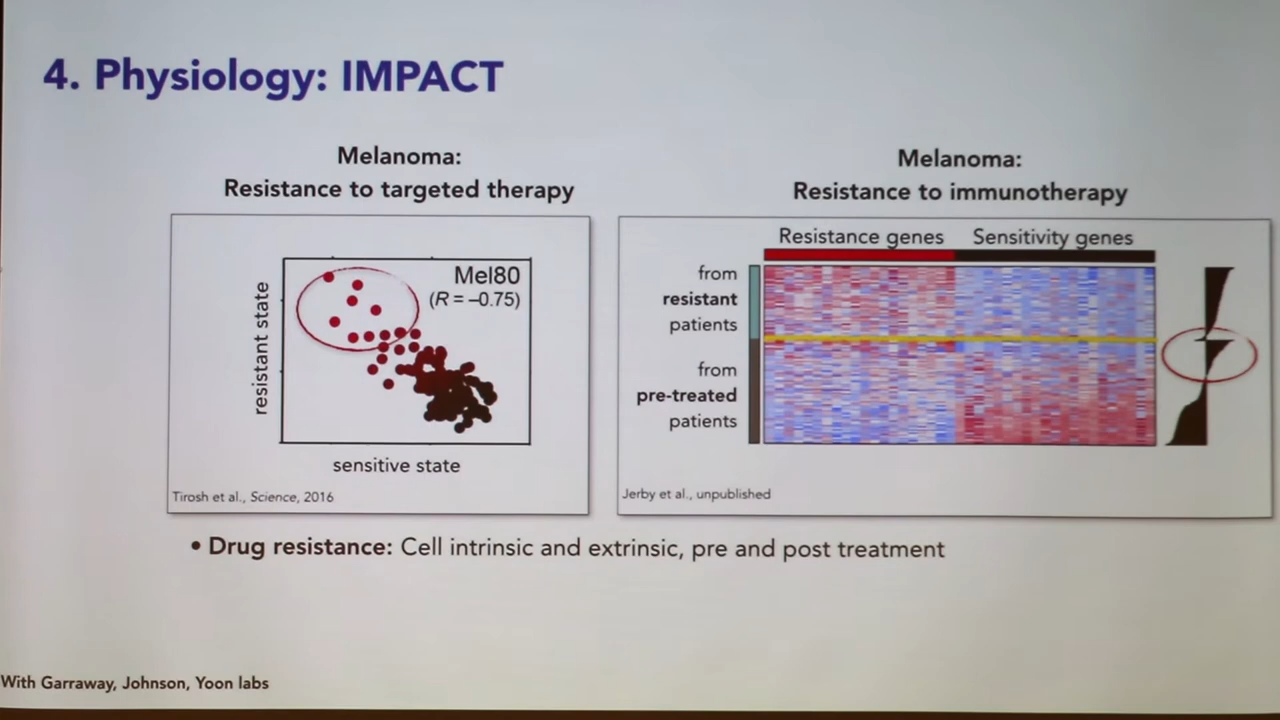 4. Physiology: IMPACT
Melanoma:
Resistance to targeted therapy
Mel80
(R = –0.75)
resistant state
sensitive state
Tirosh et al., Science, 2016
Melanoma:
Resistance to immunotherapy
Resistance genes Sensitivity genes
from
resistant
patients
from
pre-treated
patients
Jerby et al., unpublished
• Drug resistance: Cell intrinsic and extrinsic, pre and post treatment
With Garraway, Johnson, Yoon labs